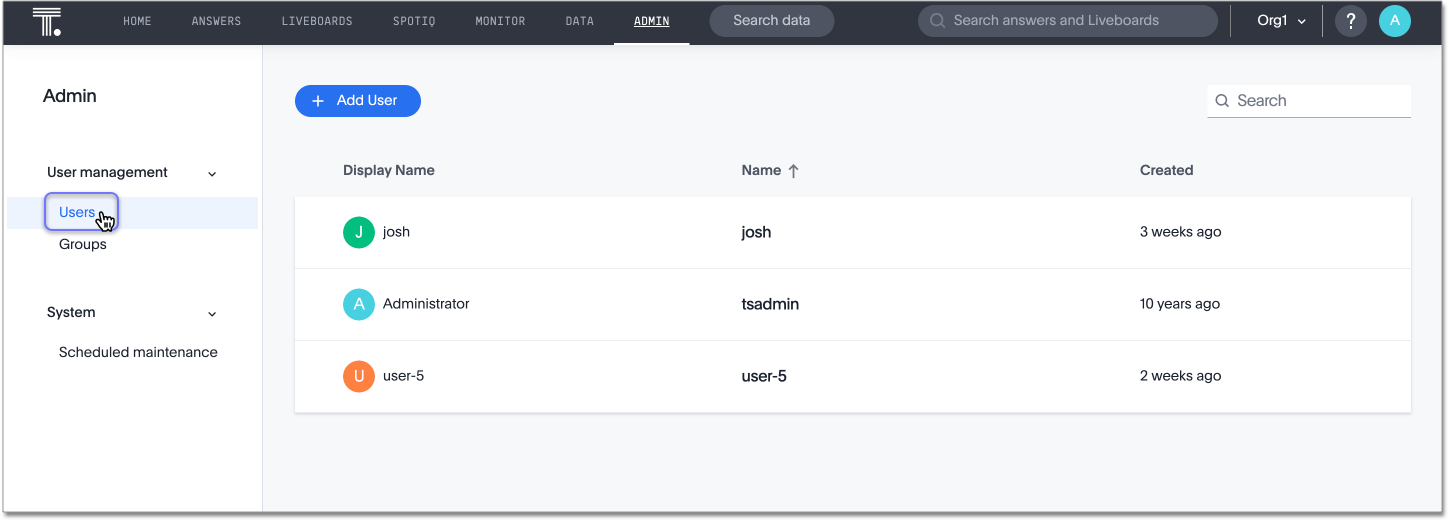 HOME ANSWERS LIVEBOARDS SPOTIQ MONITOR DATA ADMIN Search data Search answers and Liveboards Org1 ? A
Admin
Add User
Search
User management
Users
Groups
System
Scheduled maintenance
Display Name Name Created
J josh josh 3 weeks ago
A Administrator tsadmin 10 years ago
U user-5 user-5 2 weeks ago